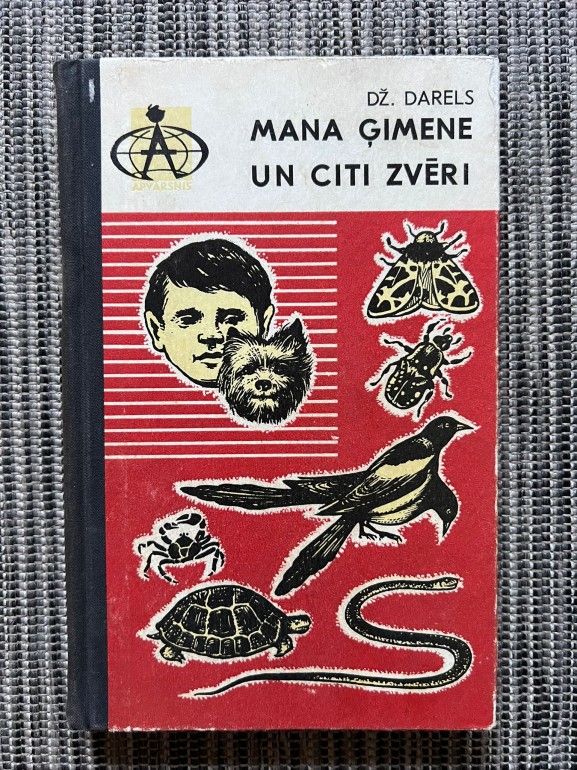 DŽ. DARELS
MANA ĢIMENE
UN CITI ZVĒRI
A
APVĀRSNIS